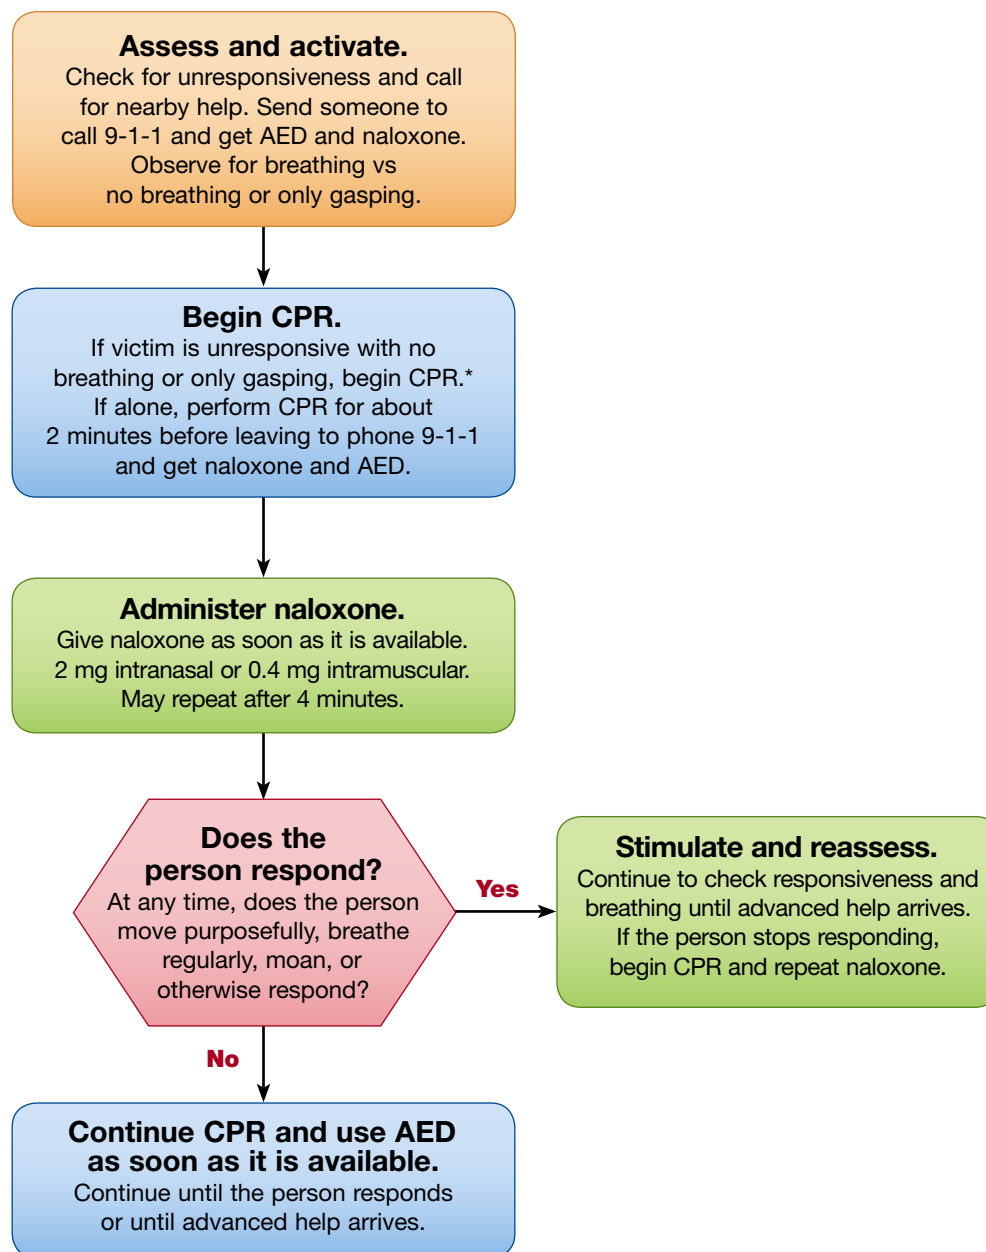 Assess and activate.
Check for unresponsiveness and call
for nearby help. Send someone to
call 9-1-1 and get AED and naloxone.
Observe for breathing vs
no breathing or only gasping.
Begin CPR.
If victim is unresponsive with no
breathing or only gasping, begin CPR.*
If alone, perform CPR for about
2 minutes before leaving to phone 9-1-1
and get naloxone and AED.
Administer naloxone.
Give naloxone as soon as it is available.
2 mg intranasal or 0.4 mg intramuscular.
May repeat after 4 minutes.
Does the
person respond?
At any time, does the person
move purposefully, breathe
regularly, moan, or
otherwise respond?
Yes
Stimulate and reassess.
Continue to check responsiveness and
breathing until advanced help arrives.
If the person stops responding,
begin CPR and repeat naloxone.
No
Continue CPR and use AED
as soon as it is available.
Continue until the person responds
or until advanced help arrives.